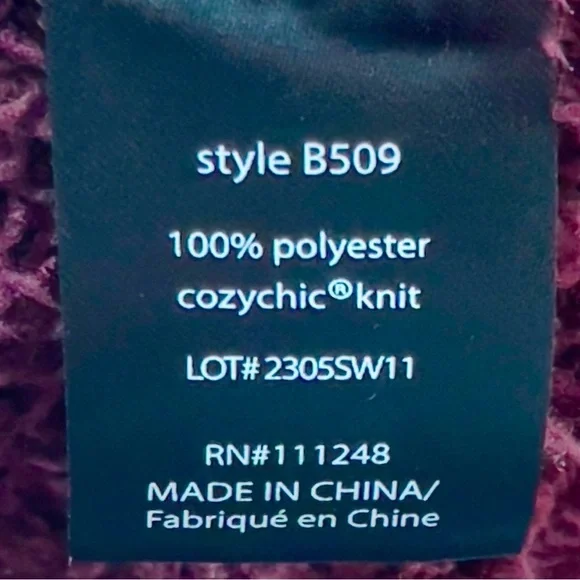 style B509
100% polyester
cozychic®knit
LOT# 2305SW11
RN#111248
MADE IN CHINA/
Fabriqué en Chine